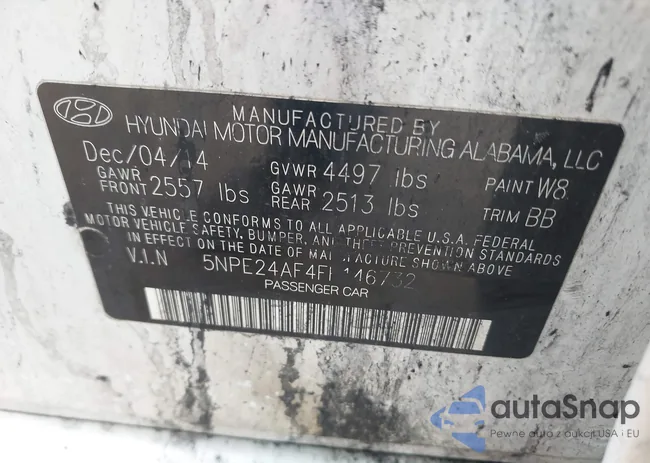 MANUFACTURED BY
HYUNDAI MOTOR MANUFACTURING ALABAMA, LLC
Dec/04/14 GVWR 4497 lbs PAINT W8
GAWR FRONT 2557 lbs GAWR REAR 2513 lbs TRIM BB
THIS VEHICLE CONFORMS TO ALL APPLICABLE U.S.A. FEDERAL
MOTOR VEHICLE SAFETY, BUMPER, AND THEFT PREVENTION STANDARDS
IN EFFECT ON THE DATE OF MANUFACTURE SHOWN ABOVE
V.I.N
PASSENGER CAR
autaSnap
Pewne auto z aukcji USA i EU